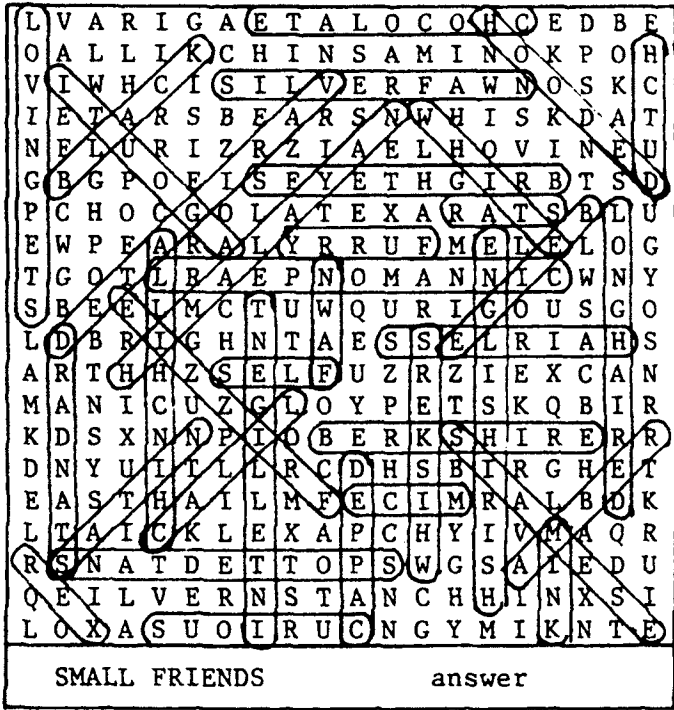 L V A R I G A E T A L O C O H C E D B E
O A L L I K C H I N S A M I N O K P O H
V I W H C I S I L V E R F A W N O S K C
I E T A R S B E A R S N W H I S K D A T
N E L U R I Z R Z I A E L H O V I N E U
G B G P O E I S E Y E T H G I R B T S D
P C H O C G O L A T E X A R A T S B L U
E W P E A R A L Y R R U F M E L E L O G
T G O T L R A E P N O M A N N I C W N Y
S B E E L M C T U W Q U R I G O U S G O
L D B R I G H N T A E S S E L R I A H S
A R T H H Z S E L F U Z R Z I E X C A N
M A N I C U Z G L O Y P E T S K Q B I R
K D S X N N P I O B E R K S H I R E R R
D N Y U I T L L R C D H S B I R G H E T
E A S T H A I L M F E C I M R A L B D K
L T A I C K L E X A P C H Y I V M A Q R
R S N A T D E T T O P S W G S A I E D U
Q E I L V E R N S T A N C H H I N X S I
L O X A S U O I R U C N G Y M I K N T E
SMALL FRIENDS answer